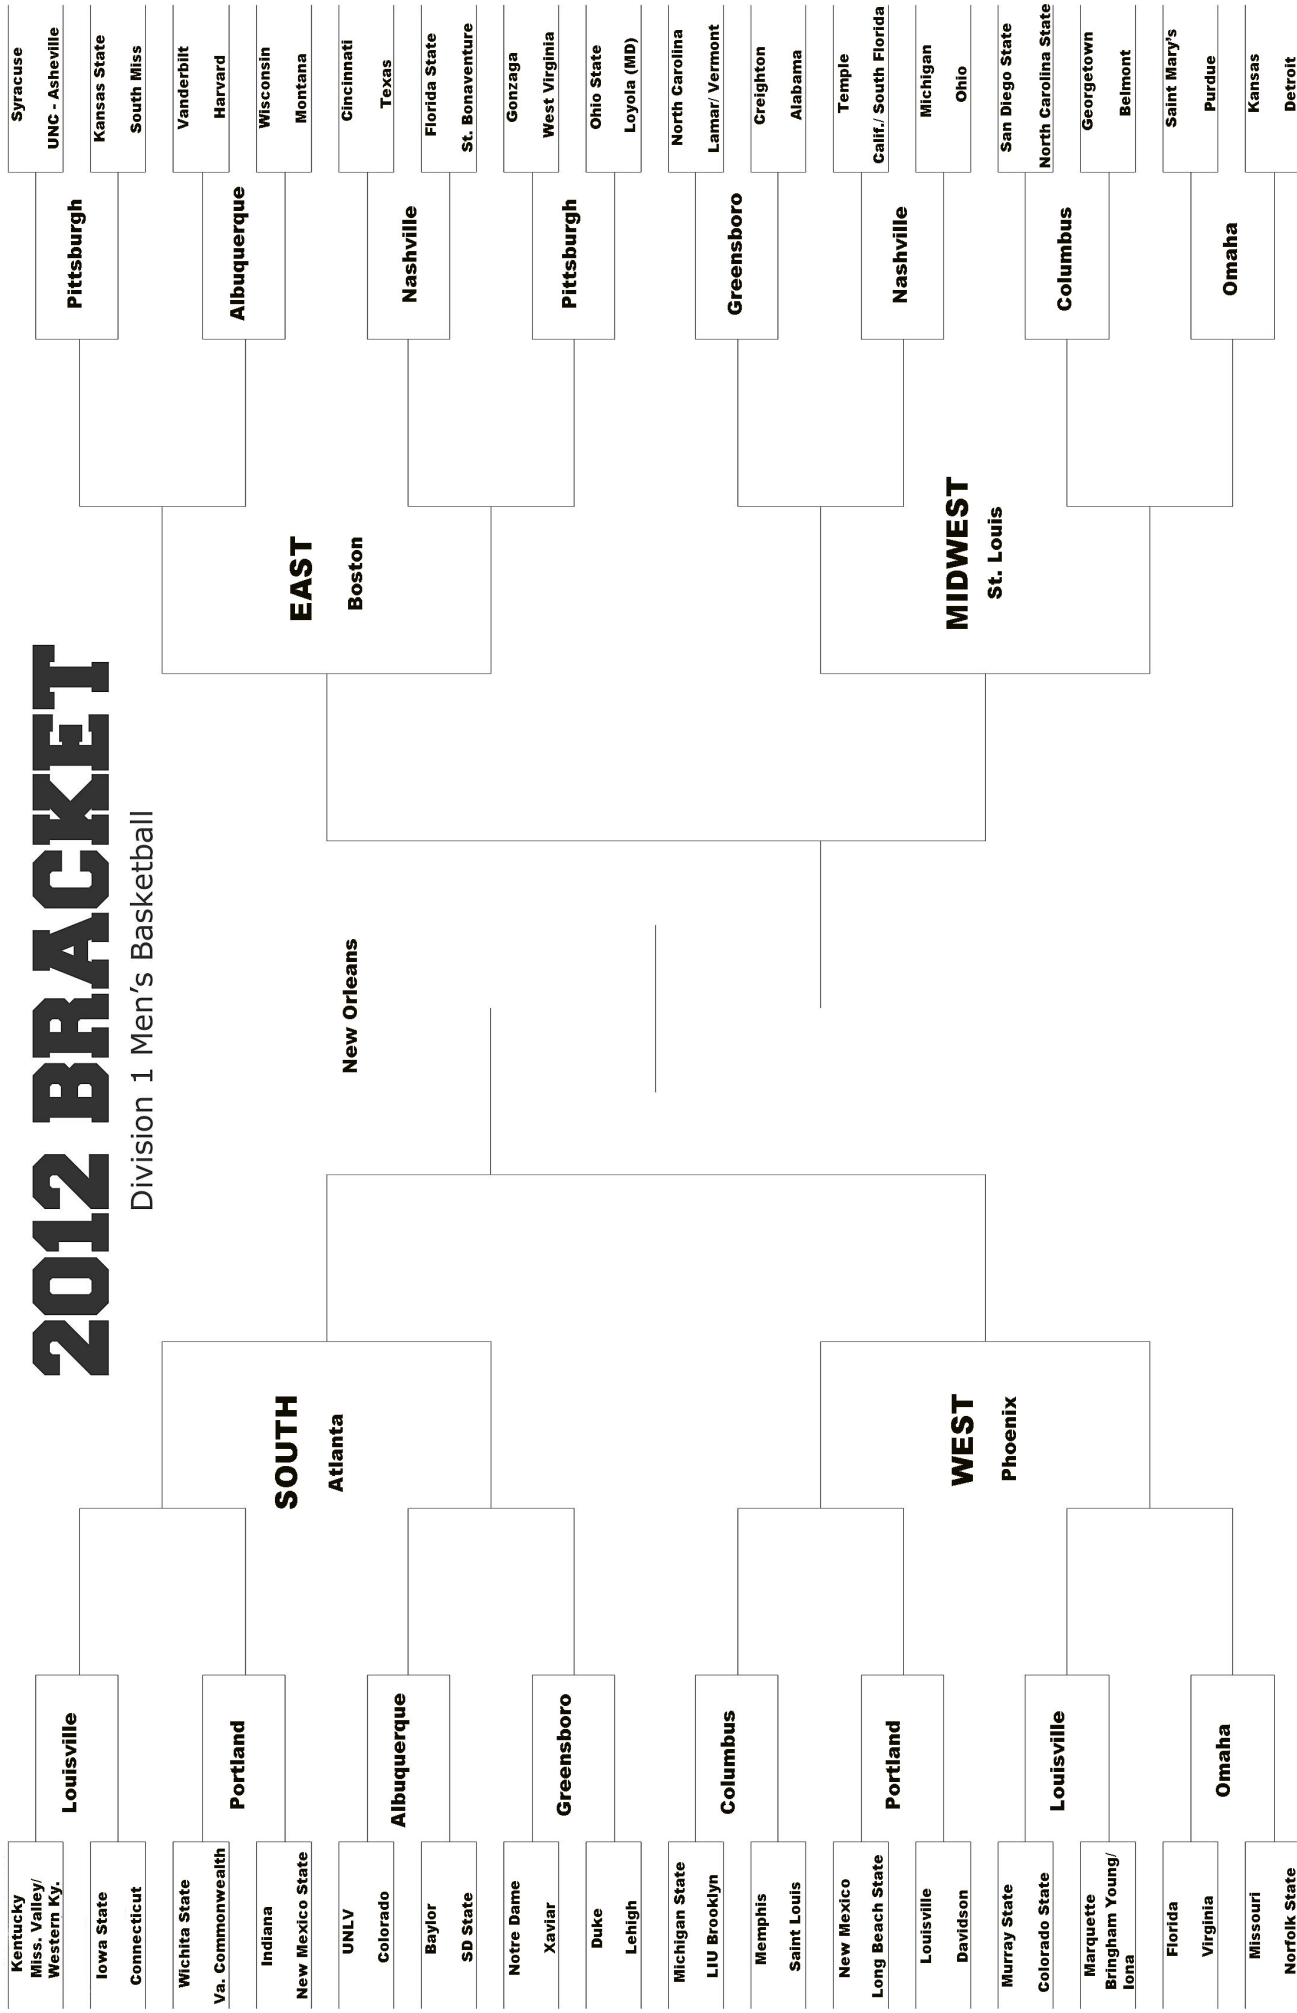 2012 BRACKET
Division 1 Men's Basketball
Kentucky
Miss. Valley/
Western Ky.
Iowa State
Connecticut
Wichita State
Va. Commonwealth
Indiana
New Mexico State
UNLV
Colorado
Baylor
SD State
Notre Dame
Xaviar
Duke
Lehigh
Michigan State
LIU Brooklyn
Memphis
Saint Louis
New Mexico
Long Beach State
Louisville
Davidson
Murray State
Colorado State
Marquette
Bringham Young/
Iona
Florida
Virginia
Missouri
Norfolk State
Louisville
Portland
Albuquerque
Greensboro
Columbus
Portland
Louisville
Omaha
SOUTH
Atlanta
WEST
Phoenix
New Orleans
EAST
Boston
MIDWEST
St. Louis
Pittsburgh
Albuquerque
Nashville
Pittsburgh
Greensboro
Nashville
Columbus
Omaha
Syracuse
UNC - Asheville
Kansas State
South Miss
Vanderbilt
Harvard
Wisconsin
Montana
Cincinnati
Texas
Florida State
St. Bonaventure
Gonzaga
West Virginia
Ohio State
Loyola (MD)
North Carolina
Lamar/ Vermont
Creighton
Alabama
Temple
Calif./ South Florida
Michigan
Ohio
San Diego State
North Carolina State
Georgetown
Belmont
Saint Mary's
Purdue
Kansas
Detroit